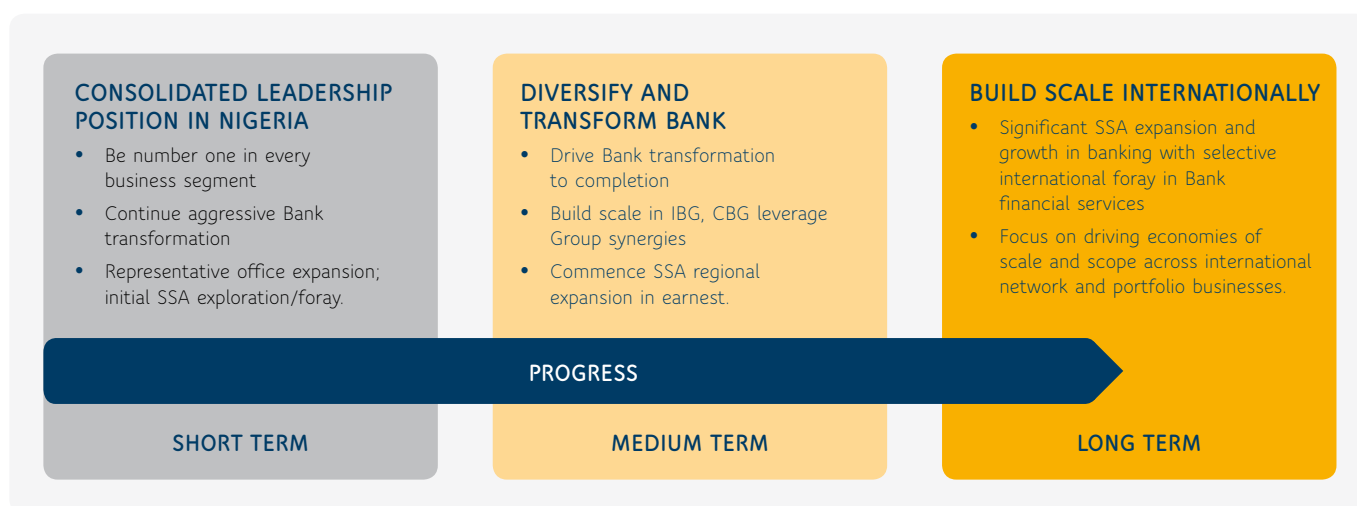 CONSOLIDATED LEADERSHIP
POSITION IN NIGERIA
• Be number one in every
business segment
• Continue aggressive Bank
transformation
• Representative office expansion;
initial SSA exploration/foray.
SHORT TERM
DIVERSIFY AND
TRANSFORM BANK
• Drive Bank transformation
to completion
• Build scale in IBG, CBG leverage
Group synergies
• Commence SSA regional
expansion in earnest.
MEDIUM TERM
BUILD SCALE INTERNATIONALLY
• Significant SSA expansion and
growth in banking with selective
international foray in Bank
financial services
• Focus on driving economies of
scale and scope across international
network and portfolio businesses.
LONG TERM
PROGRESS